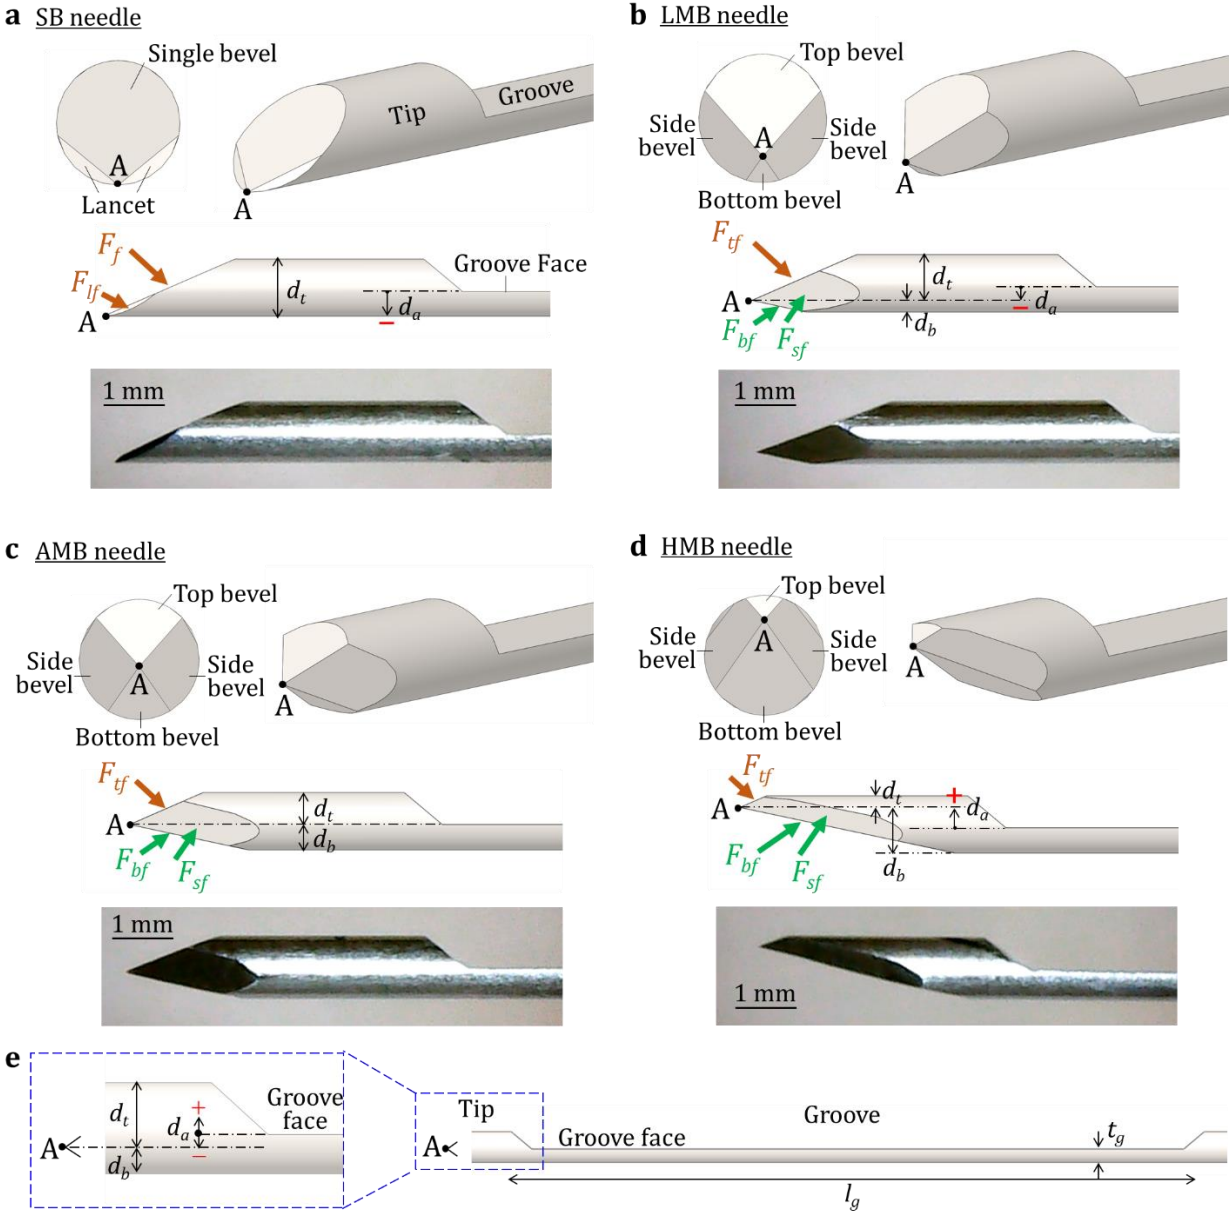 a SB needle
Single bevel
A
Lancet
Tip
Groove
A
F_f
F_lf
A
d_t
d_a
−
Groove Face
1 mm
b LMB needle
Top bevel
Side
bevel
A
Side
bevel
Bottom bevel
A
F_tf
A
F_bf
F_sf
d_t
d_b
−
d_a
1 mm
c AMB needle
Top bevel
Side
bevel
A
Side
bevel
Bottom bevel
A
F_tf
A
F_bf
F_sf
d_t
d_b
1 mm
d HMB needle
Top bevel
Side
bevel
A
Side
bevel
Bottom bevel
A
F_tf
A
F_bf
F_sf
d_t
+
d_a
d_b
1 mm
e
d_t
+
d_a
−
A
d_b
Groove
face
Tip
A
Groove face
Groove
t_g
l_g